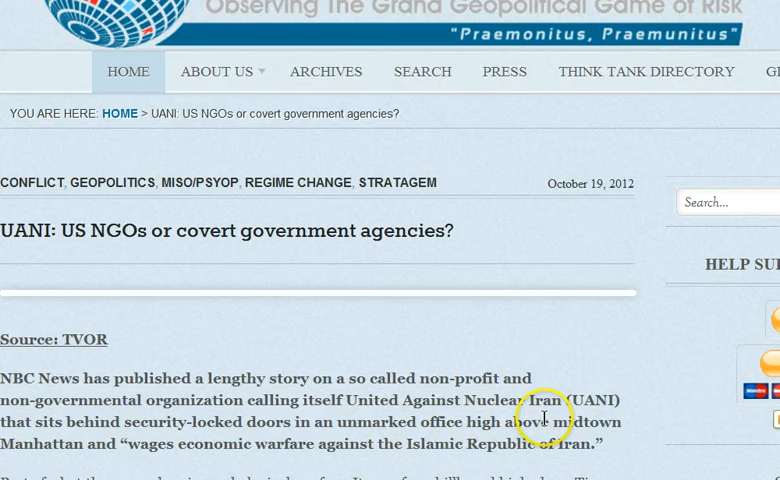 Observing The Grand Geopolitical Game of Risk
"Praemonitus, Praemunitus"
HOME ABOUT US ARCHIVES SEARCH PRESS THINK TANK DIRECTORY
YOU ARE HERE: HOME > UANI: US NGOs or covert government agencies?
CONFLICT, GEOPOLITICS, MISO/PSYOP, REGIME CHANGE, STRATAGEM October 19, 2012
Search...
UANI: US NGOs or covert government agencies?
HELP
Source: TVOR
NBC News has published a lengthy story on a so called non-profit and
non-governmental organization calling itself United Against Nuclear Iran (UANI)
that sits behind security-locked doors in an unmarked office high above midtown
Manhattan and “wages economic warfare against the Islamic Republic of Iran.”